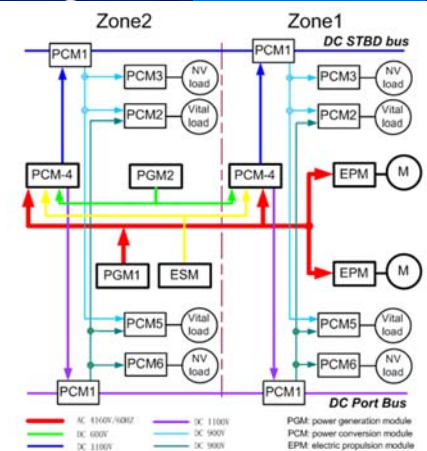 Zone2
Zone1
DC STBD bus
PCM1
PCM1
PCM3
NV load
PCM3
NV load
PCM2
Vital load
PCM2
Vital load
PCM-4
PGM2
PCM-4
EPM
M
PGM1
ESM
EPM
M
PCM5
Vital load
PCM5
Vital load
PCM6
NV load
PCM6
NV load
PCM1
PCM1
DC Port Bus
AC 4160V/60HZ
DC 1100V
PGM: power generation module
DC 600V
DC 900V
PCM: power conversion module
DC 1100V
DC 900V
EPM: electric propulsion module